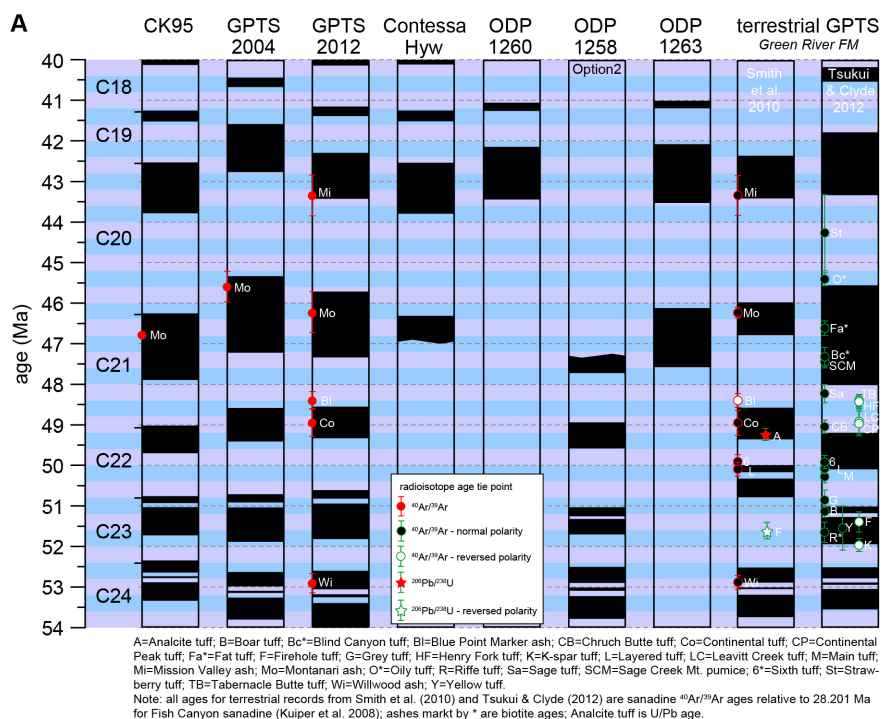 A
CK95
GPTS
2004
GPTS
2012
Contessa
Hyw
ODP
1260
ODP
1258
ODP
1263
terrestrial GPTS
Green River FM
Option2
Smith
et al.
2010
Tsukui
& Clyde
2012
age (Ma)
40
41
42
43
44
45
46
47
48
49
50
51
52
53
54
C18
C19
C20
C21
C22
C23
C24
Mo
Mo
Mi
Mo
Bl
Co
Wi
Mi
Mo
Bl
Co
A
6
L
F
Wi
St
O*
Fa*
Bc*
SCM
Sa
TB
HF
LC
CP
CB
6
L
M
G
B
F
Y
R*
K
radioisotope age tie point
⁴⁰Ar/³⁹Ar
⁴⁰Ar/³⁹Ar - normal polarity
⁴⁰Ar/³⁹Ar - reversed polarity
²⁰⁶Pb/²³⁸U
²⁰⁶Pb/²³⁸U - reversed polarity
A=Analcite tuff; B=Boar tuff; Bc*=Blind Canyon tuff; Bl=Blue Point Marker ash; CB=Chruch Butte tuff; Co=Continental tuff; CP=Continental
Peak tuff; Fa*=Fat tuff; F=Firehole tuff; G=Grey tuff; HF=Henry Fork tuff; K=K-spar tuff; L=Layered tuff; LC=Leavitt Creek tuff; M=Main tuff;
Mi=Mission Valley ash; Mo=Montanari ash; O*=Oily tuff; R=Riffe tuff; Sa=Sage tuff; SCM=Sage Creek Mt. pumice; 6*=Sixth tuff; St=Straw-
berry tuff; TB=Tabernacle Butte tuff; Wi=Willwood ash; Y=Yellow tuff.
Note: all ages for terrestrial records from Smith et al. (2010) and Tsukui & Clyde (2012) are sanadine ⁴⁰Ar/³⁹Ar ages relative to 28.201 Ma
for Fish Canyon sanadine (Kuiper et al. 2008); ashes markt by * are biotite ages; Analcite tuff is U/Pb age.